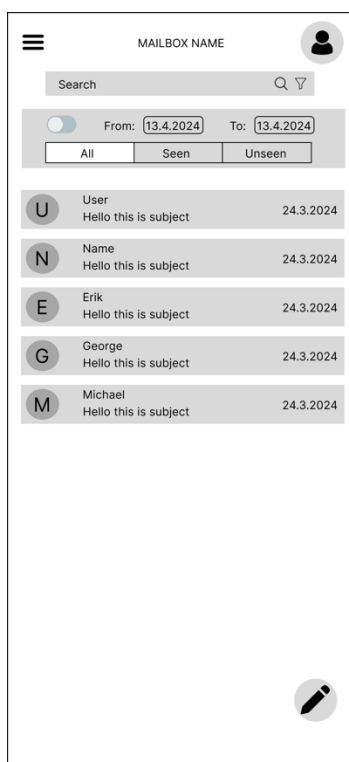 MAILBOX NAME
Search
From: 13.4.2024 To: 13.4.2024
All Seen Unseen
U
User
Hello this is subject
24.3.2024
N
Name
Hello this is subject
24.3.2024
E
Erik
Hello this is subject
24.3.2024
G
George
Hello this is subject
24.3.2024
M
Michael
Hello this is subject
24.3.2024